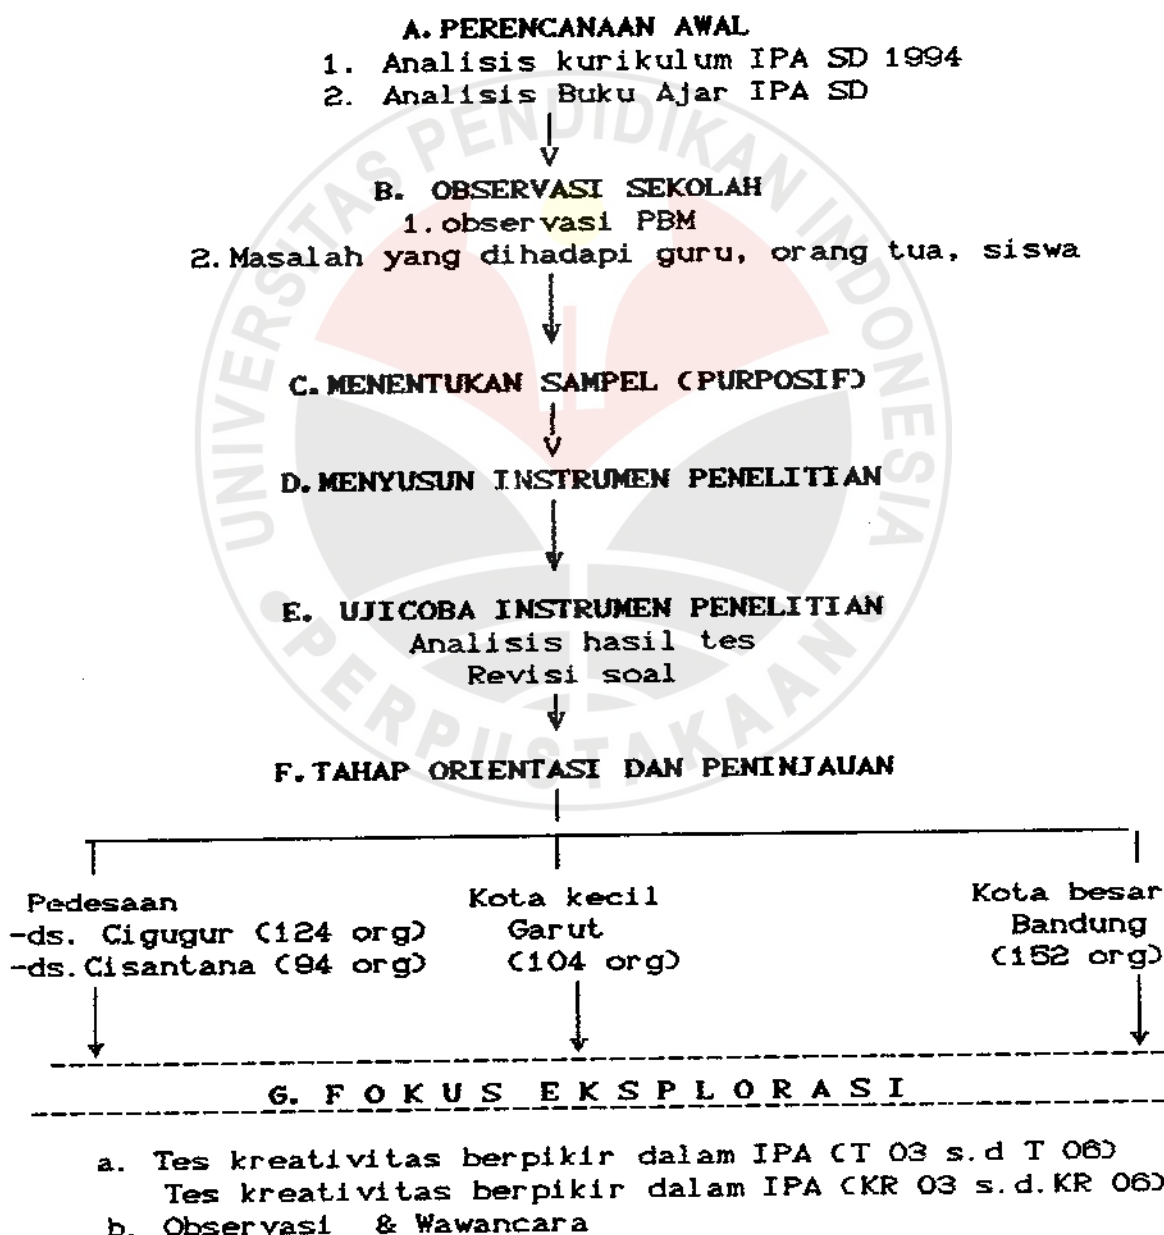 A. PERENCANAAN AWAL
1. Analisis kurikulum IPA SD 1994
2. Analisis Buku Ajar IPA SD
B. OBSERVASI SEKOLAH
1. observasi PBM
2. Masalah yang dihadapi guru, orang tua, siswa
C. MENENTUKAN SAMPEL (PURPOSIF)
D. MENYUSUN INSTRUMEN PENELITIAN
E. UJICOBA INSTRUMEN PENELITIAN
Analisis hasil tes
Revisi soal
F. TAHAP ORIENTASI DAN PENINJAUAN
Pedesaan
-ds. Cigugur (124 org)
-ds. Cisantana (94 org)
Kota kecil
Garut
(104 org)
Kota besar
Bandung
(152 org)
G. F O K U S E K S P L O R A S I
a. Tes kreativitas berpikir dalam IPA (T 03 s.d T 06)
Tes kreativitas berpikir dalam IPA (KR 03 s.d. KR 06)
b. Observasi & Wawancara
UNIVERSITAS PENDIDIKAN INDONESIA
PERPUSTAKAAN